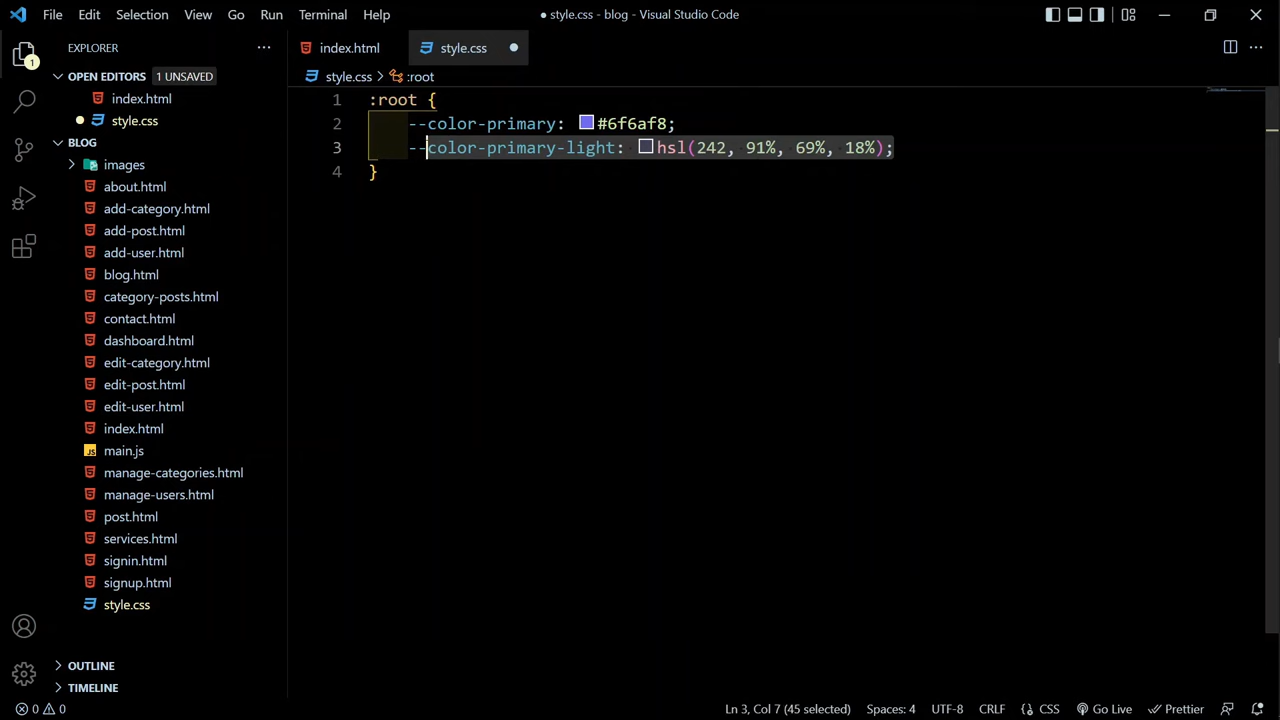 File Edit Selection View Go Run Terminal Help
● style.css - blog - Visual Studio Code
EXPLORER
1
OPEN EDITORS 1 UNSAVED
index.html
style.css
BLOG
images
about.html
add-category.html
add-post.html
add-user.html
blog.html
category-posts.html
contact.html
dashboard.html
edit-category.html
edit-post.html
edit-user.html
index.html
JS main.js
manage-categories.html
manage-users.html
post.html
services.html
signin.html
signup.html
style.css
OUTLINE
TIMELINE
index.html style.css
style.css > :root
1 :root {
2 --color-primary: #6f6af8;
3 --color-primary-light: hsl(242, 91%, 69%, 18%);
4 }
0 0 Ln 3, Col 7 (45 selected) Spaces: 4 UTF-8 CRLF {} CSS Go Live Prettier